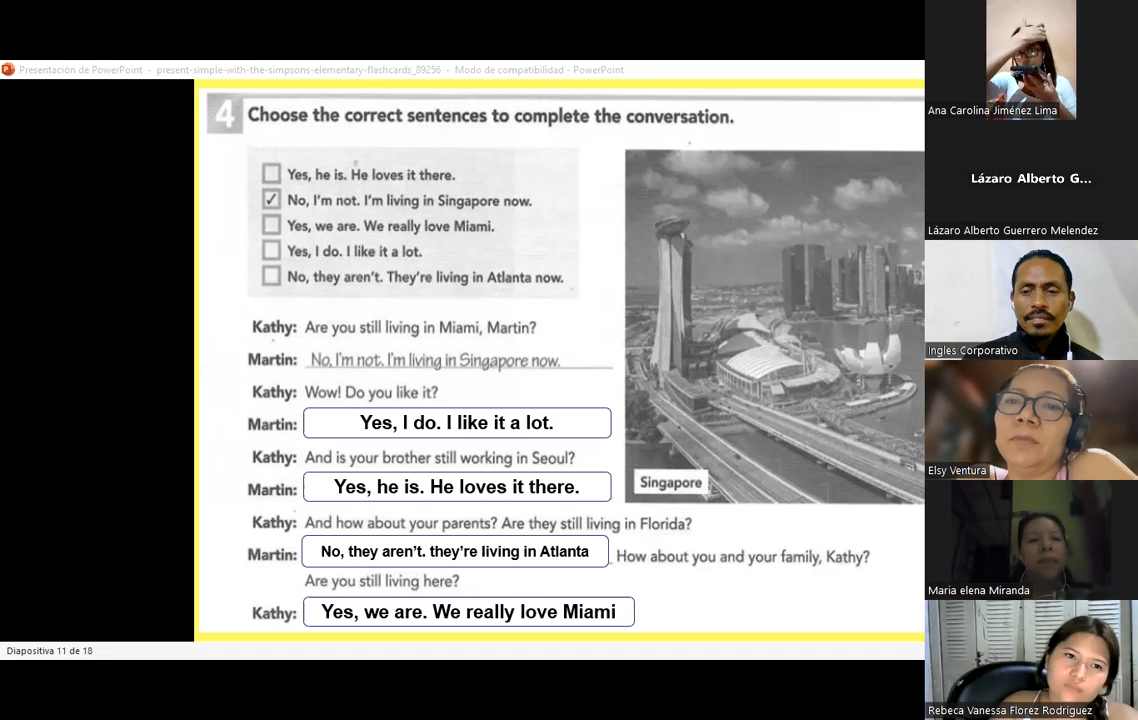 Presentación de PowerPoint - present-simple-with-the-simpsons-elementary-flashcards_89256 - Modo de compatibilidad - PowerPoint
4 Choose the correct sentences to complete the conversation.
Yes, he is. He loves it there.
✓ No, I'm not. I'm living in Singapore now.
Yes, we are. We really love Miami.
Yes, I do. I like it a lot.
No, they aren't. They're living in Atlanta now.
Kathy: Are you still living in Miami, Martin?
Martin: No, I'm not. I'm living in Singapore now.
Kathy: Wow! Do you like it?
Martin: Yes, I do. I like it a lot.
Kathy: And is your brother still working in Seoul?
Martin: Yes, he is. He loves it there.
Kathy: And how about your parents? Are they still living in Florida?
Martin: No, they aren't. they're living in Atlanta How about you and your family, Kathy?
Are you still living here?
Kathy: Yes, we are. We really love Miami
Singapore
Diapositiva 11 de 18
Ana Carolina Jiménez Lima
Lázaro Alberto G...
Lázaro Alberto Guerrero Melendez
Ingles Corporativo
Elsy Ventura
Maria elena Miranda
Rebeca Vanessa Florez Rodriguez